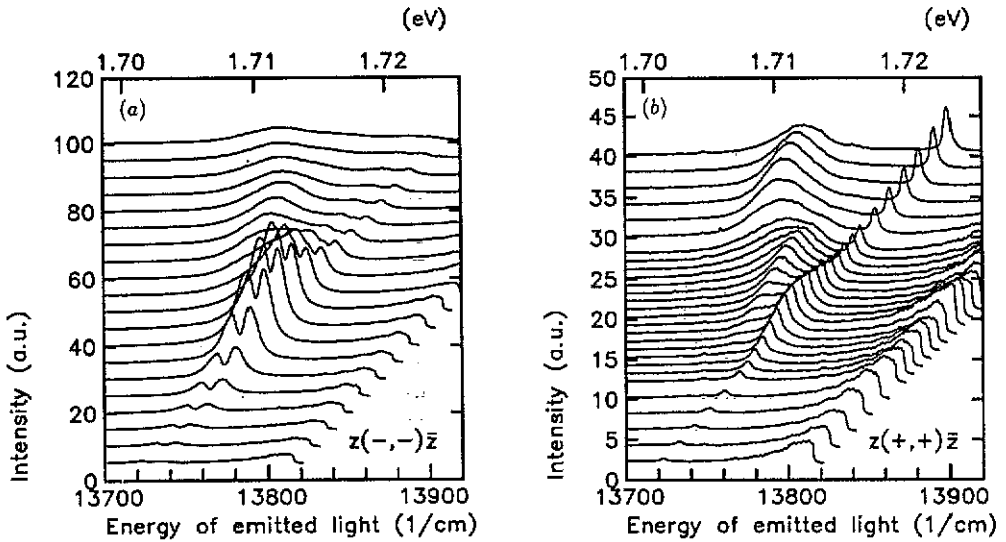 (eV)
1.70 1.71 1.72
120
100
80
60
40
20
0
(a)
z(-,-)z̄
13700 13800 13900
Energy of emitted light (1/cm)
Intensity (a.u.)
(eV)
1.70 1.71 1.72
50
45
40
35
30
25
20
15
10
5
0
(b)
z(+,+)z̄
13700 13800 13900
Energy of emitted light (1/cm)
Intensity (a.u.)